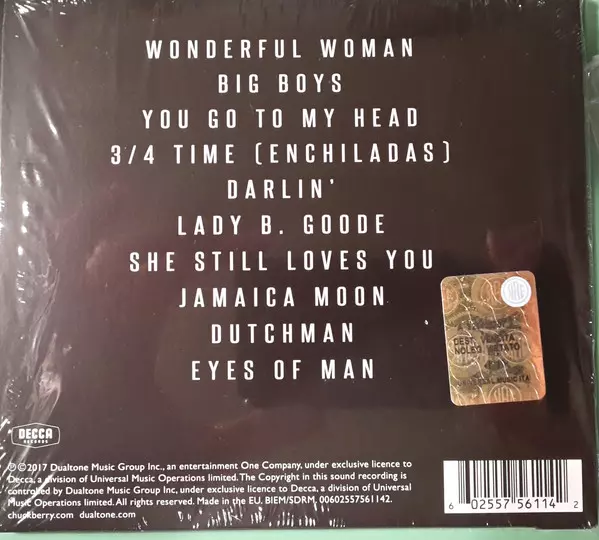 WONDERFUL WOMAN
BIG BOYS
YOU GO TO MY HEAD
3/4 TIME (ENCHILADAS)
DARLIN'
LADY B. GOODE
SHE STILL LOVES YOU
JAMAICA MOON
DUTCHMAN
EYES OF MAN
DECCA
RECORDS
℗©2017 Dualtone Music Group Inc., an entertainment One Company, under exclusive licence to
Decca, a division of Universal Music Operations limited. The Copyright in this sound recording is
controlled by Dualtone Music Group Inc, under exclusive licence to Decca, a division of Universal
Music Operations limited. All rights reserved. Made in the EU. BIEM/SDRM, 00602557561142.
chuckberry.com dualtone.com
6 02557 56114 2